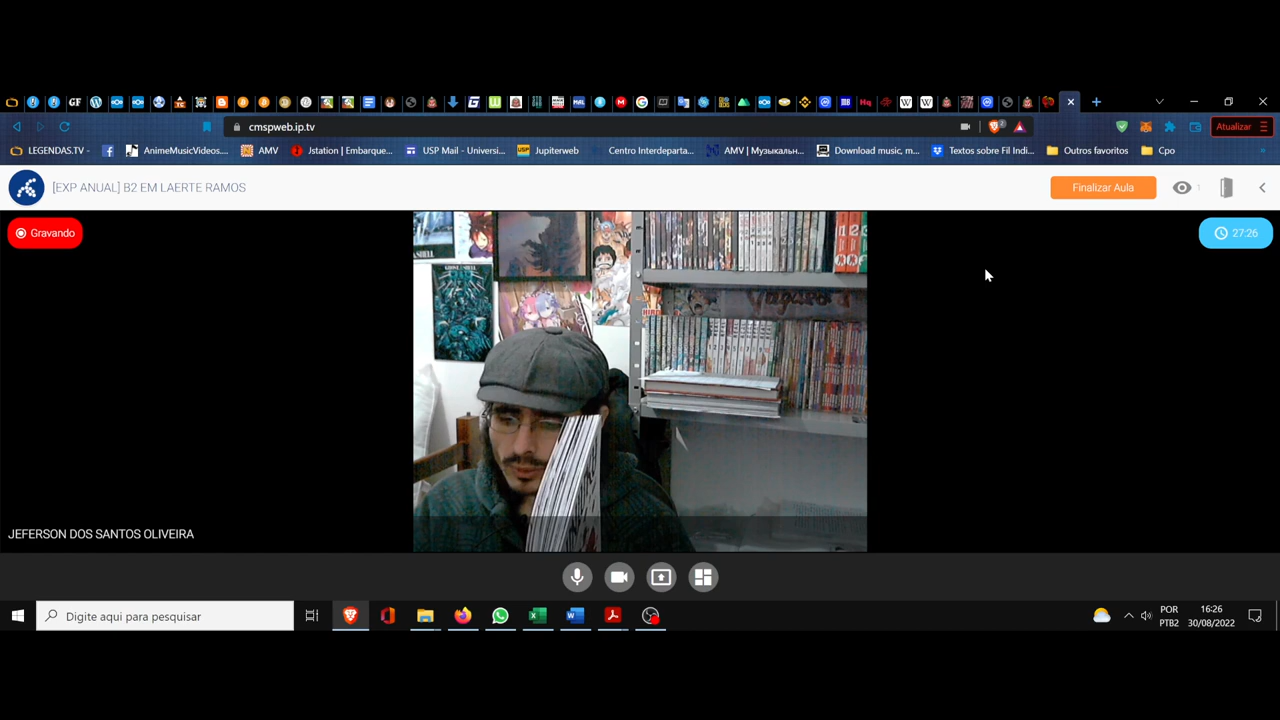 cmspweb.ip.tv
Atualizar
LEGENDAS.TV -
AnimeMusicVideos....
AMV
Jstation | Embarque...
USP Mail - Universi...
Jupiterweb
Centro Interdeparta...
AMV | Музыкальн...
Download music, m...
Textos sobre Fil Indi...
Outros favoritos
Cpo
[EXP ANUAL] B2 EM LAERTE RAMOS
Finalizar Aula
1
Gravando
27:26
JEFERSON DOS SANTOS OLIVEIRA
Digite aqui para pesquisar
POR
PTB2
16:26
30/08/2022